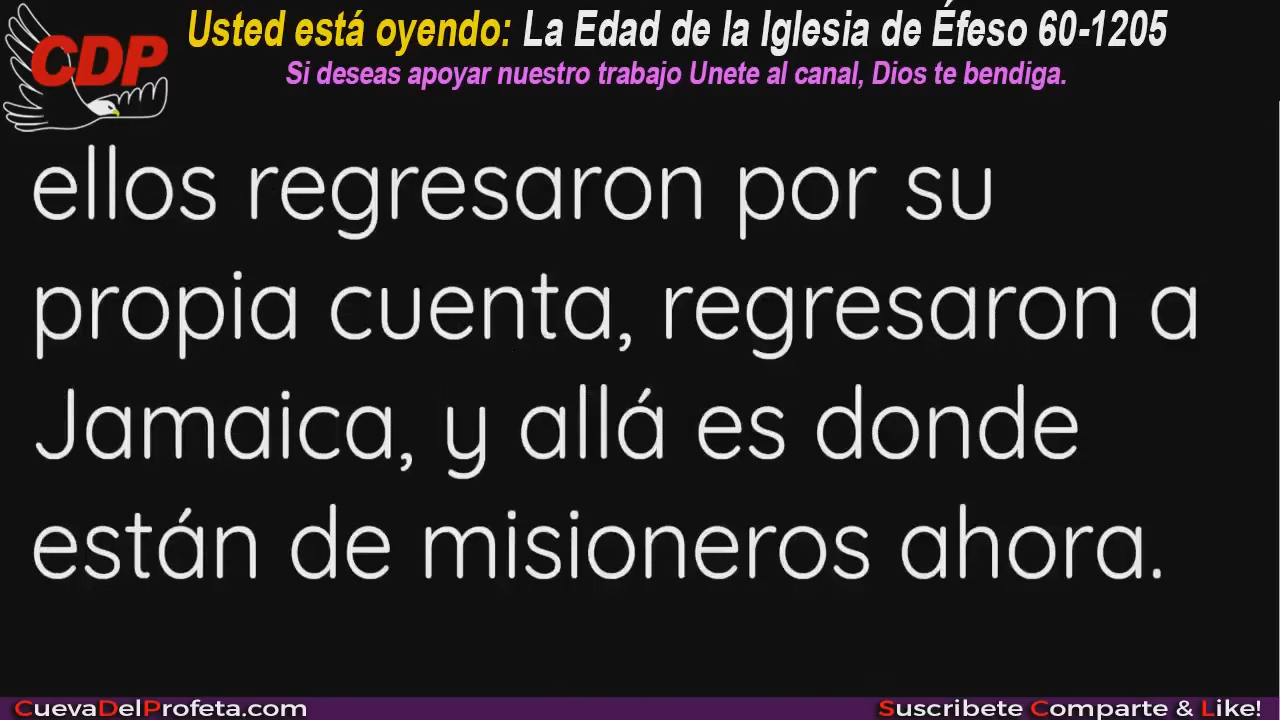 CDP
Usted está oyendo: La Edad de la Iglesia de Éfeso 60-1205
Si deseas apoyar nuestro trabajo Unete al canal, Dios te bendiga.
ellos regresaron por su
propia cuenta, regresaron a
Jamaica, y allá es donde
están de misioneros ahora.
CuevaDelProfeta.com
Suscribete Comparte & Like!